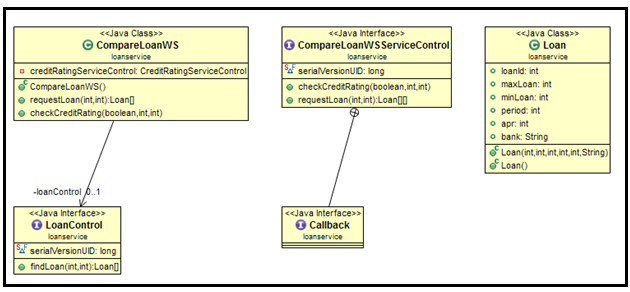 <<Java Class>>
CompareLoanWS
loanservice
creditRatingServiceControl: CreditRatingServiceControl
CompareLoanWS()
requestLoan(int,int):Loan[]
checkCreditRating(boolean,int,int)
-loanControl 0..1
<<Java Interface>>
LoanControl
loanservice
serialVersionUID: long
findLoan(int,int):Loan[]
<<Java Interface>>
CompareLoanWSServiceControl
loanservice
serialVersionUID: long
checkCreditRating(boolean,int,int)
requestLoan(int,int):Loan[][]
<<Java Interface>>
Callback
loanservice
<<Java Class>>
Loan
loanservice
loanId: int
maxLoan: int
minLoan: int
period: int
apr: int
bank: String
Loan(int,int,int,int,int,String)
Loan()